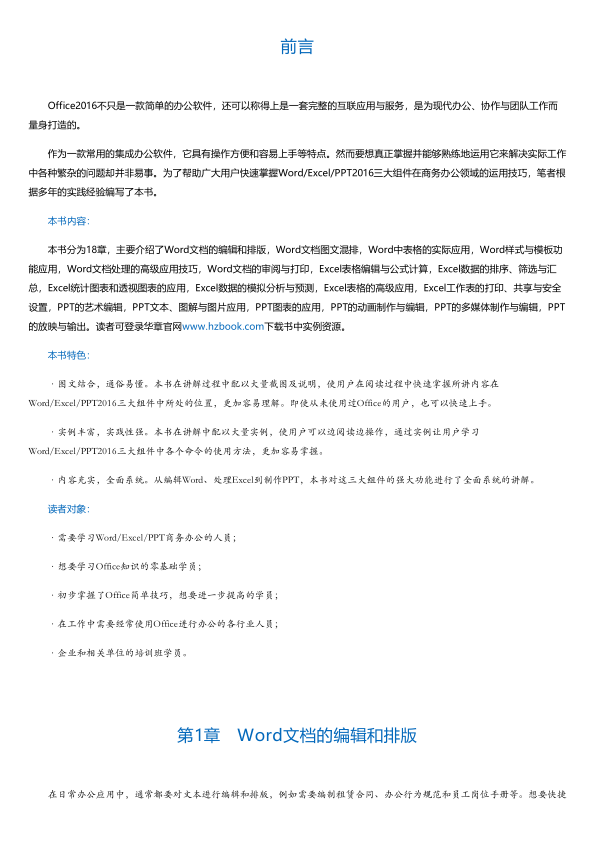 前言
Office2016不只是一款简单的办公软件，还可以称得上是一套完整的互联应用与服务，是为现代办公、协作与团队工作而
量身打造的。
作为一款常用的集成办公软件，它具有操作方便和容易上手等特点。然而要想真正掌握并能够熟练地运用它来解决实际工作
中各种繁杂的问题却并非易事。为了帮助广大用户快速掌握Word/Excel/PPT2016三大组件在商务办公领域的运用技巧，笔者根
据多年的实践经验编写了本书。
本书内容：
本书分为18章，主要介绍了Word文档的编辑和排版，Word文档图文混排，Word中表格的实际应用，Word样式与模板功
能应用，Word文档处理的高级应用技巧，Word文档的审阅与打印，Excel表格编辑与公式计算，Excel数据的排序、筛选与汇
总，Excel统计图表和透视图表的应用，Excel数据的模拟分析与预测，Excel表格的高级应用，Excel工作表的打印、共享与安全
设置，PPT的艺术编辑，PPT文本、图解与图片应用，PPT图表的应用，PPT的动画制作与编辑，PPT的多媒体制作与编辑，PPT
的放映与输出。读者可登录华章官网www.hzbook.com下载书中实例资源。
本书特色：
·图文结合，通俗易懂。本书在讲解过程中配以大量截图及说明，使用户在阅读过程中快速掌握所讲内容在
Word/Excel/PPT2016三大组件中所处的位置，更加容易理解。即使从未使用过Office的用户，也可以快速上手。
·实例丰富，实践性强。本书在讲解中配以大量实例，使用户可以边阅读边操作，通过实例让用户学习
Word/Excel/PPT2016三大组件中各个命令的使用方法，更加容易掌握。
·内容充实，全面系统。从编辑Word、处理Excel到制作PPT，本书对这三大组件的强大功能进行了全面系统的讲解。
读者对象：
·需要学习Word/Excel/PPT商务办公的人员；
·想要学习Office知识的零基础学员；
·初步掌握了Office简单技巧，想要进一步提高的学员；
·在工作中需要经常使用Office进行办公的各行业人员；
·企业和相关单位的培训班学员。
第1章　Word文档的编辑和排版
在日常办公应用中，通常都要对文本进行编辑和排版，例如需要编制租赁合同、办公行为规范和员工岗位手册等。想要快捷